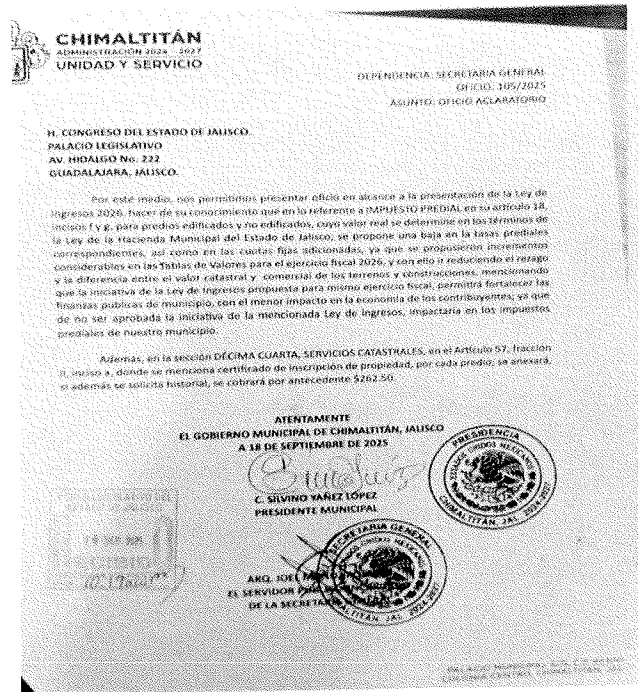 CHIMALTITÁN
ADMINISTRACIÓN 2024 - 2027
UNIDAD Y SERVICIO
DEPENDENCIA: SECRETARIA GENERAL
OFICIO: 105/2025
ASUNTO: OFICIO ACLARATORIO
H. CONGRESO DEL ESTADO DE JALISCO.
PALACIO LEGISLATIVO
AV. HIDALGO No. 222
GUADALAJARA, JALISCO.
Por este medio, nos permitimos presentar oficio en alcance a la presentación de la Ley de
Ingresos 2026, hacer de su conocimiento que en lo referente a IMPUESTO PREDIAL en su artículo 18,
incisos f y g, para predios edificados y no edificados, cuyo valor real se determine en los términos de
la Ley de la Hacienda Municipal del Estado de Jalisco, se propone una baja en la tasas prediales
correspondientes, así como en las cuotas fijas adicionadas, ya que se propusieron incrementos
considerables en las Tablas de Valores para el ejercicio fiscal 2026, y con ello ir reduciendo el rezago
y la diferencia entre el valor catastral y comercial de los terrenos y construcciones, mencionando
que la iniciativa de la Ley de Ingresos propuesta para mismo ejercicio fiscal, permitirá fortalecer las
finanzas públicas de municipio, con el menor impacto en la economía de los contribuyentes; ya que
de no ser aprobada la iniciativa de la mencionada Ley de Ingresos, impactaría en los impuestos
prediales de nuestro municipio.
Además, en la sección DÉCIMA CUARTA, SERVICIOS CATASTRALES, en el Artículo 57, fracción
II, inciso a, donde se menciona certificado de inscripción de propiedad, por cada predio, se anexará,
si además se solicita historial, se cobrará por antecedente $262.50.
ATENTAMENTE
EL GOBIERNO MUNICIPAL DE CHIMALTITÁN, JALISCO
A 18 DE SEPTIEMBRE DE 2025
C. SILVINO YAÑEZ LÓPEZ
PRESIDENTE MUNICIPAL
PRESIDENCIA
ESTADOS UNIDOS MEXICANOS
CHIMALTITÁN, JAL. 2024-2027
ARQ. JOEL
EL SERVIDOR
DE LA SECRETARIA
SECRETARIA GENERAL
UNIDOS MEXICANOS
JAL. 2024-2027